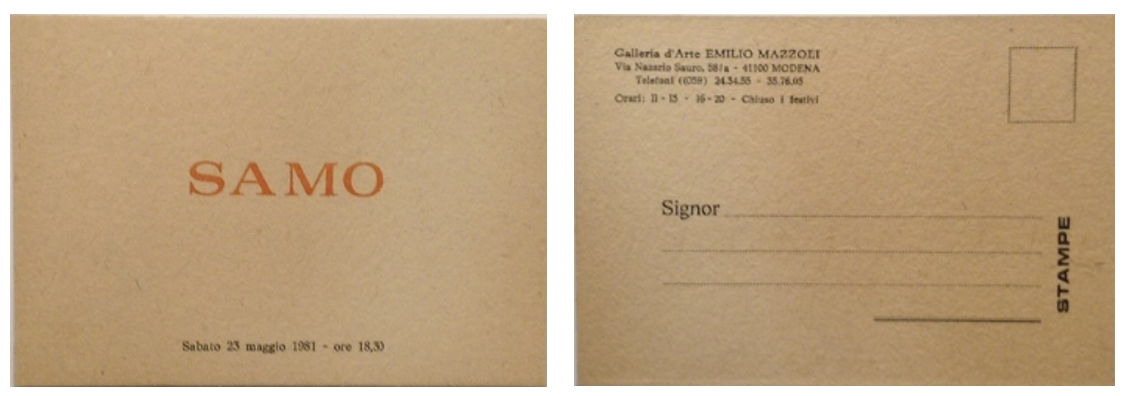 SAMO
Sabato 23 maggio 1981 - ore 18,30
Galleria d'Arte EMILIO MAZZOLI
Via Nazario Sauro, 58/a - 41100 MODENA
Telefoni (059) 24.34.55 - 35.76.05
Orari: 11 - 13 - 16 - 20 - Chiuso i festivi
Signor
STAMPE